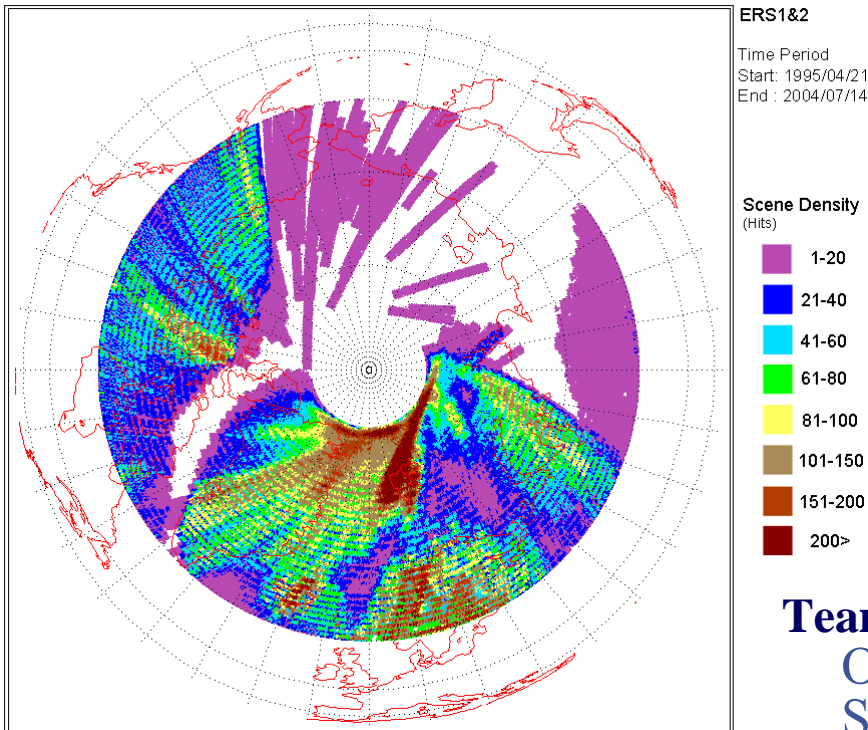 ERS1&2
Time Period
Start: 1995/04/21
End : 2004/07/14
Scene Density
(Hits)
1-20
21-40
41-60
61-80
81-100
101-150
151-200
200>